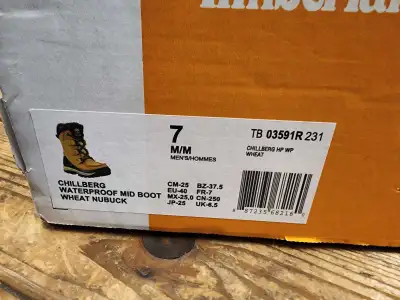 Timberland
7
M/M
MEN'S/HOMMES
TB 03591R 231
CHILLBERG HP WP
WHEAT
CHILLBERG
WATERPROOF MID BOOT
WHEAT NUBUCK
CM-25 BZ-37.5
EU-40 FR-7
MX-25.0 CN-250
JP-25 UK-6.5